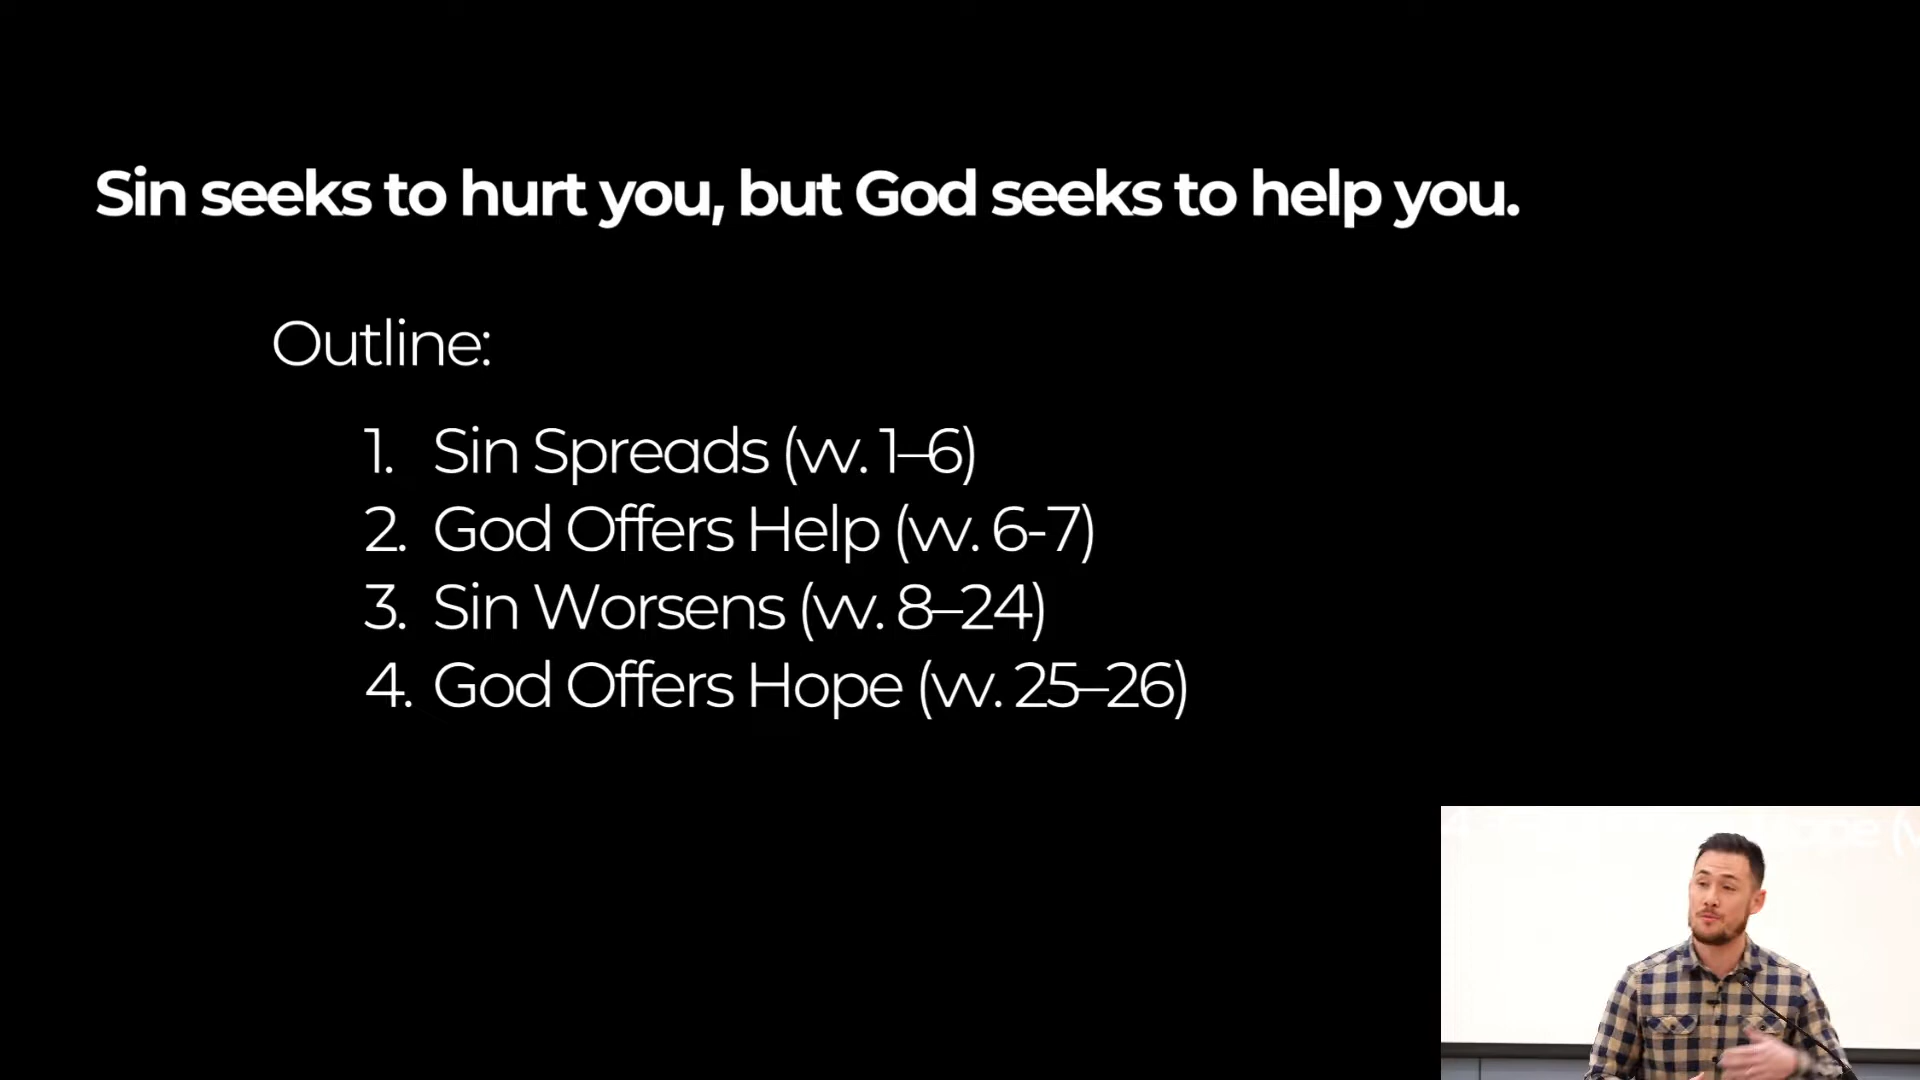 Sin seeks to hurt you, but God seeks to help you.
Outline:
1. Sin Spreads (vv. 1–6)
2. God Offers Help (vv. 6-7)
3. Sin Worsens (vv. 8–24)
4. God Offers Hope (vv. 25–26)